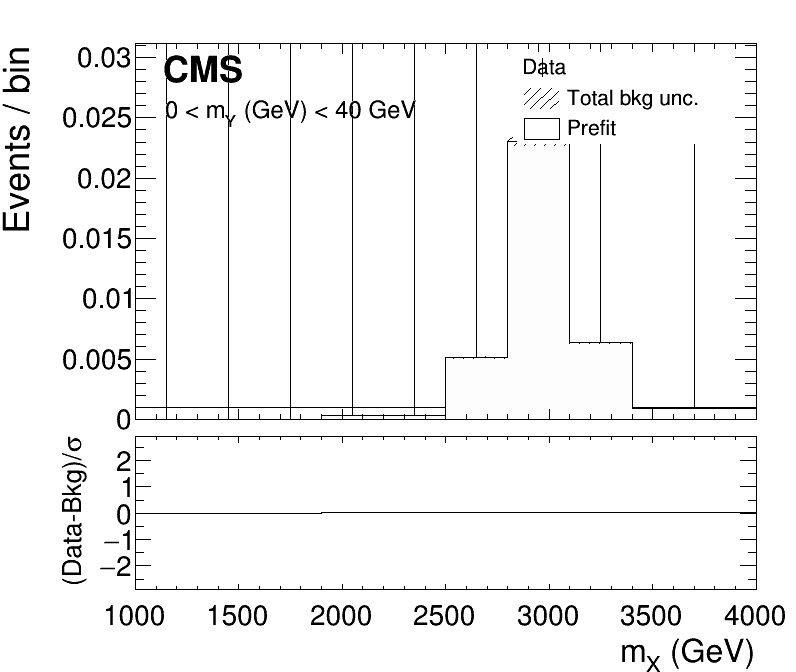 CMS
0 < mY (GeV) < 40 GeV
Data
Total bkg unc.
Prefit
Events / bin
0.03
0.025
0.02
0.015
0.01
0.005
0
(Data-Bkg)/σ
2
1
0
−1
−2
1000 1500 2000 2500 3000 3500 4000
mX (GeV)